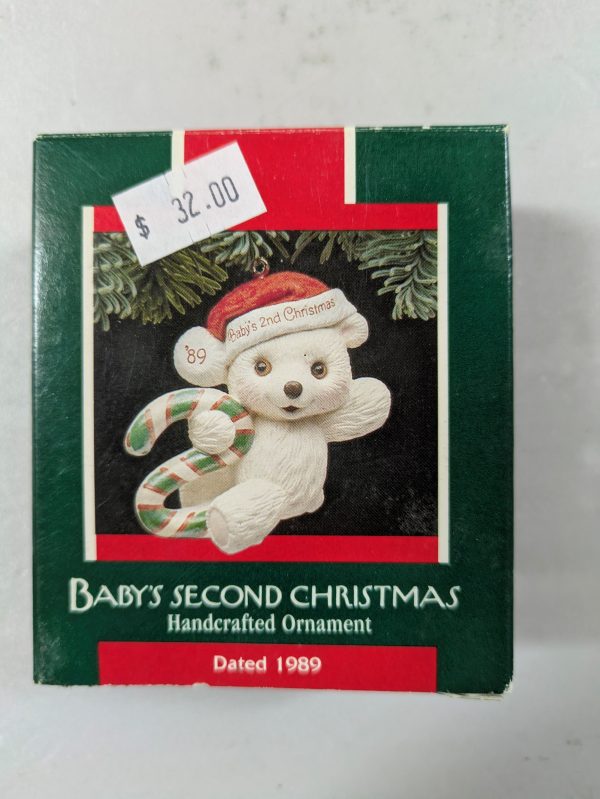 $ 32.00
Baby's 2nd Christmas
'89
BABY'S SECOND CHRISTMAS
Handcrafted Ornament
Dated 1989